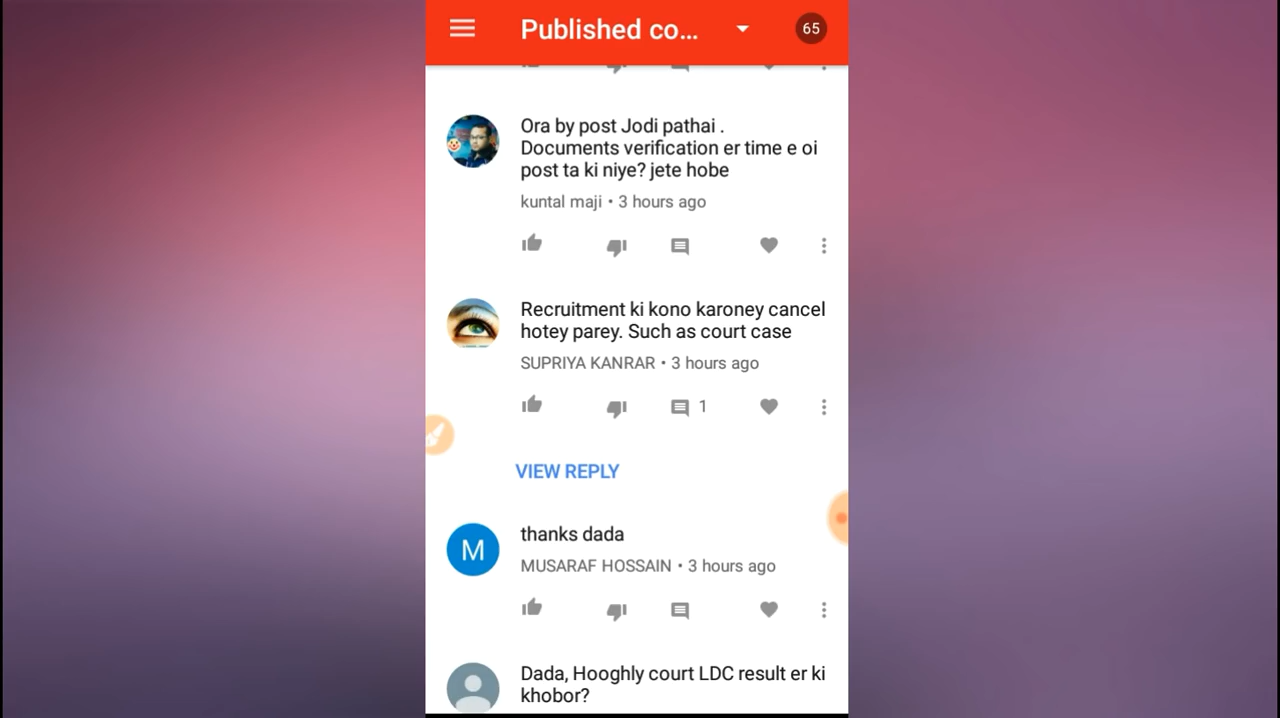 Published co...
65
Ora by post Jodi pathai .
Documents verification er time e oi
post ta ki niye? jete hobe
kuntal maji • 3 hours ago
Recruitment ki kono karoney cancel
hotey parey. Such as court case
SUPRIYA KANRAR • 3 hours ago
1
VIEW REPLY
M
thanks dada
MUSARAF HOSSAIN • 3 hours ago
Dada, Hooghly court LDC result er ki
khobor?